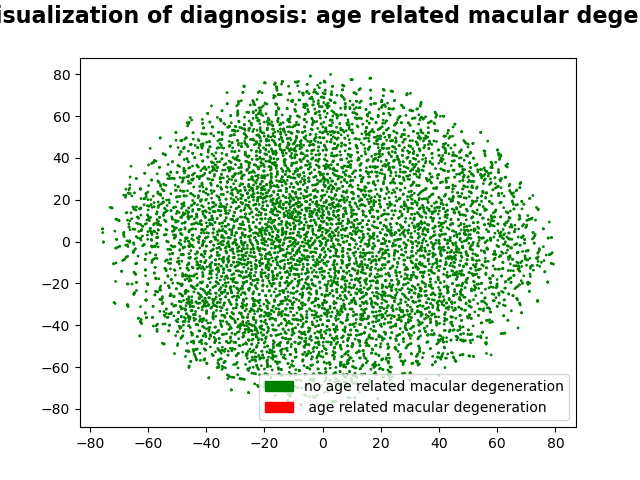 isualization of diagnosis: age related macular dege
80
60
40
20
0
−20
−40
−60
−80
no age related macular degeneration
age related macular degeneration
−80 −60 −40 −20 0 20 40 60 80